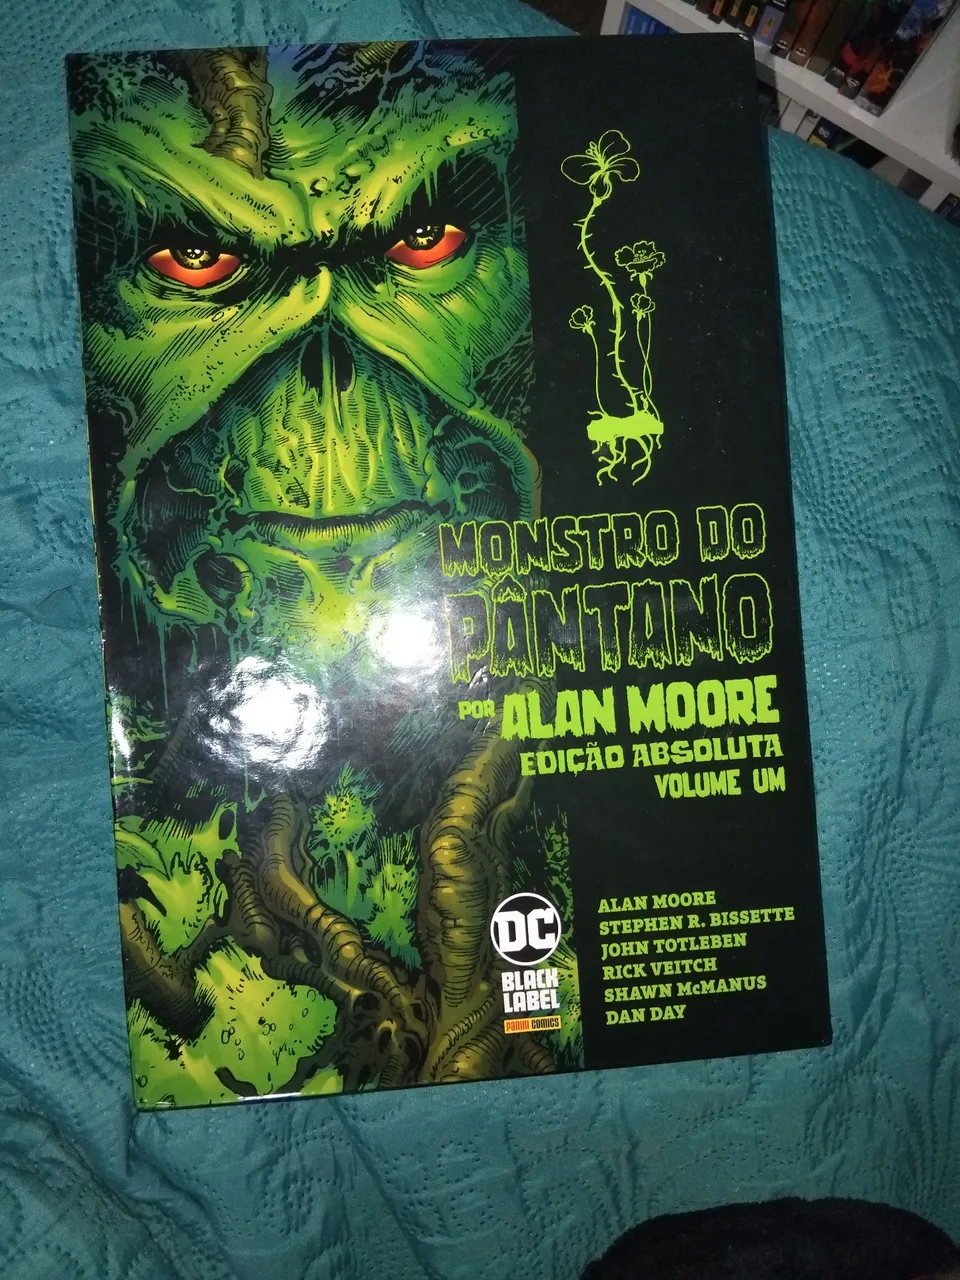 MONSTRO DO
PÂNTANO
POR ALAN MOORE
EDIÇÃO ABSOLUTA
VOLUME UM
ALAN MOORE
STEPHEN R. BISSETTE
JOHN TOTLEBEN
RICK VEITCH
SHAWN McMANUS
DAN DAY
DC
BLACK
LABEL
PANINI COMICS